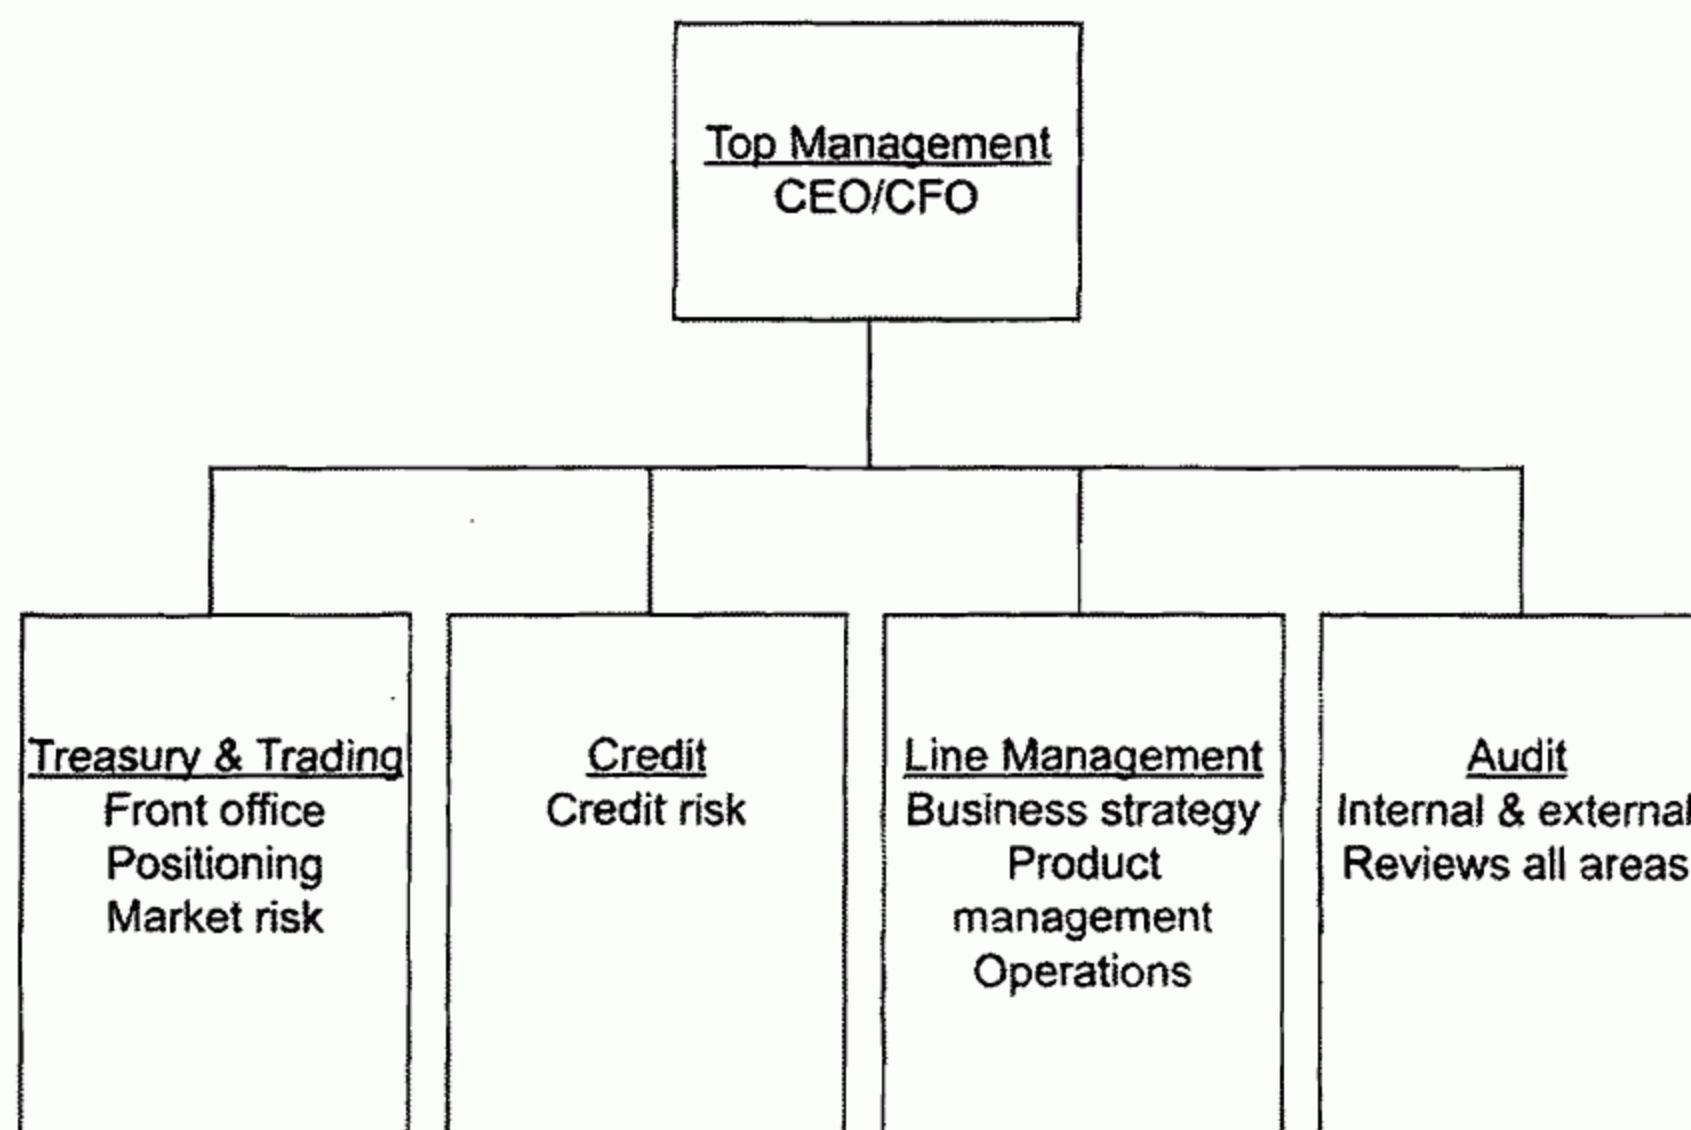 Top Management
CEO/CFO
Treasury & Trading
Front office
Positioning
Market risk
Credit
Credit risk
Line Management
Business strategy
Product
management
Operations
Audit
Internal & external
Reviews all areas